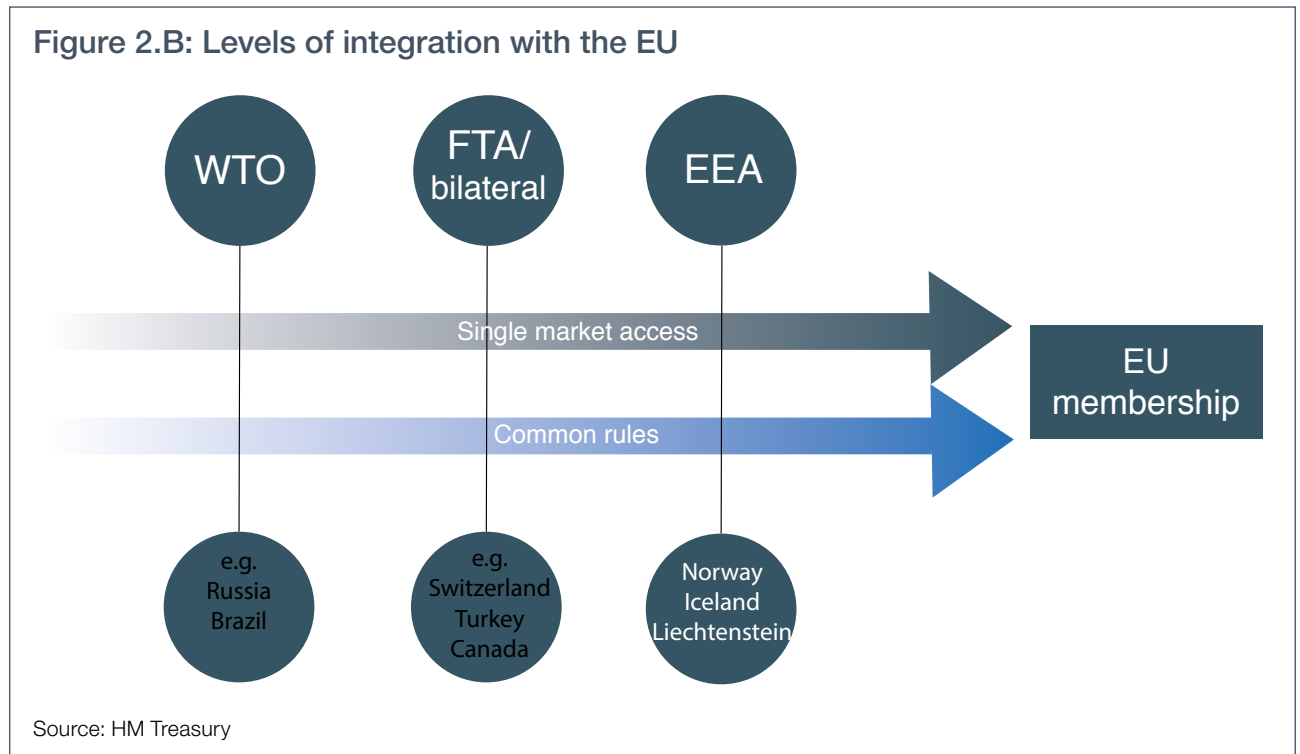 Figure 2.B: Levels of integration with the EU
WTO
FTA/
bilateral
EEA
Single market access
Common rules
EU
membership
e.g.
Russia
Brazil
e.g.
Switzerland
Turkey
Canada
Norway
Iceland
Liechtenstein
Source: HM Treasury